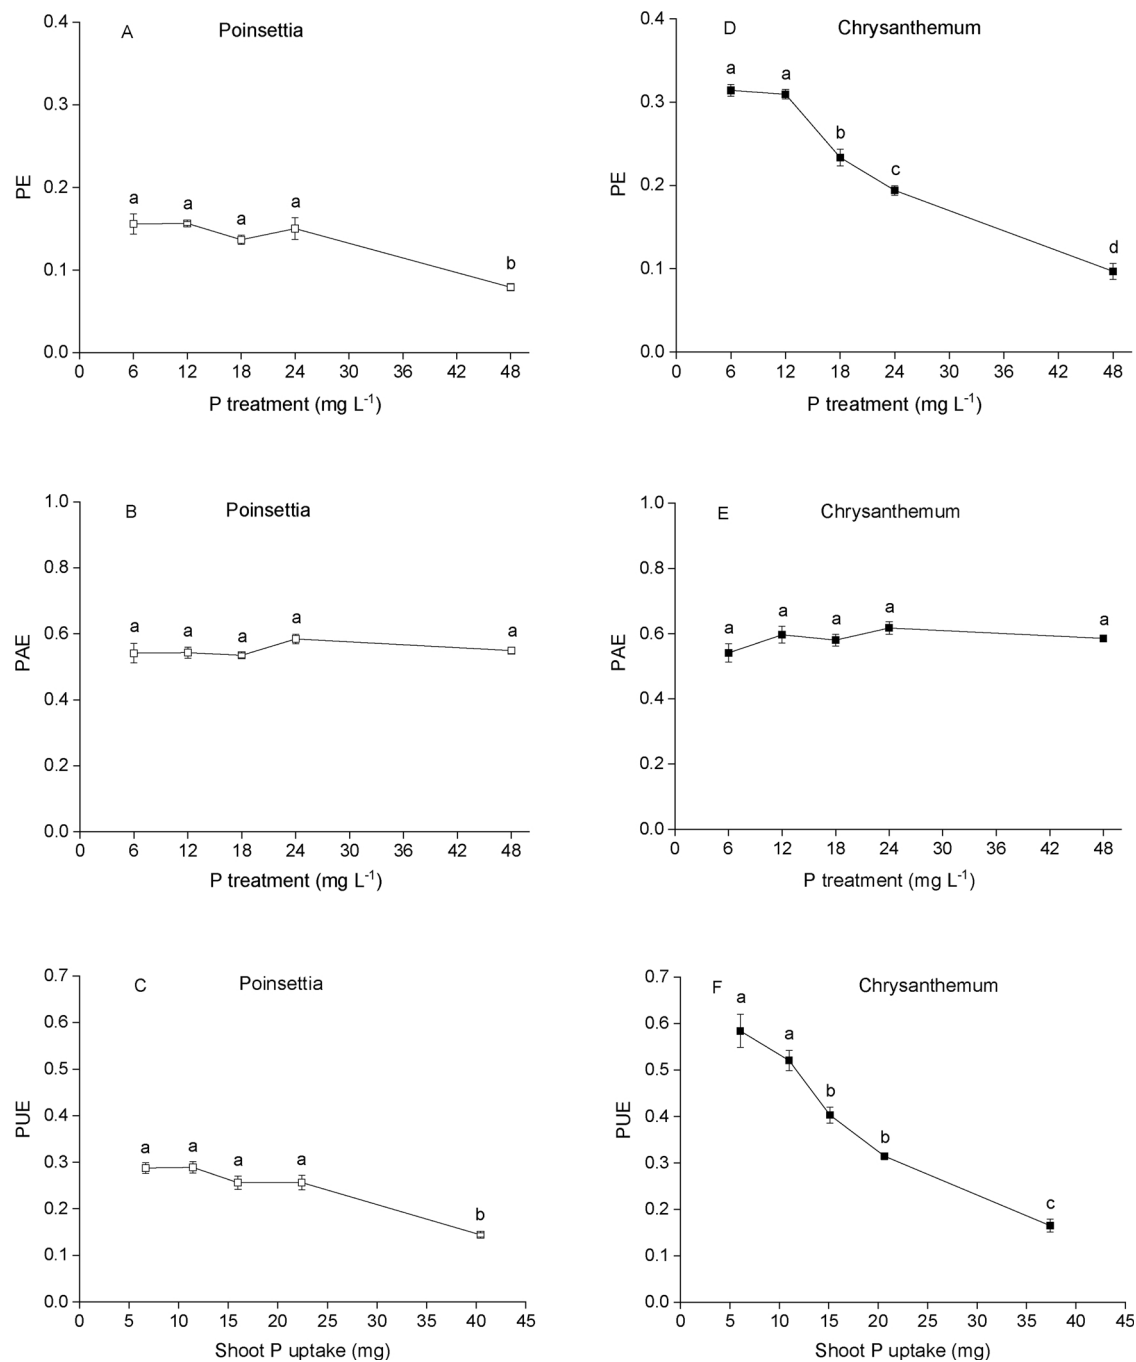 A Poinsettia
0.4
0.3
0.2
0.1
0.0
PE
a a a a b
0 6 12 18 24 30 36 42 48
P treatment (mg L⁻¹)
D Chrysanthemum
0.4
0.3
0.2
0.1
0.0
PE
a a b c d
0 6 12 18 24 30 36 42 48
P treatment (mg L⁻¹)
B Poinsettia
1.0
0.8
0.6
0.4
0.2
0.0
PAE
a a a a a
0 6 12 18 24 30 36 42 48
P treatment (mg L⁻¹)
E Chrysanthemum
1.0
0.8
0.6
0.4
0.2
0.0
PAE
a a a a a
0 6 12 18 24 30 36 42 48
P treatment (mg L⁻¹)
C Poinsettia
0.7
0.6
0.5
0.4
0.3
0.2
0.1
0.0
PUE
a a a a b
0 5 10 15 20 25 30 35 40 45
Shoot P uptake (mg)
F Chrysanthemum
0.7
0.6
0.5
0.4
0.3
0.2
0.1
0.0
PUE
a a b b c
0 5 10 15 20 25 30 35 40 45
Shoot P uptake (mg)